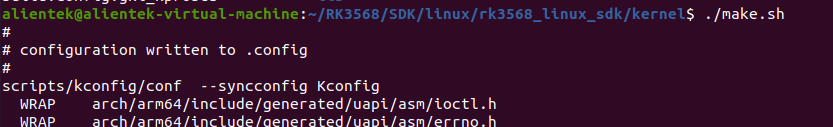 alientek@alientek-virtual-machine:~/RK3568/SDK/linux/rk3568_linux_sdk/kernel$ ./make.sh
#
# configuration written to .config
#
scripts/kconfig/conf  --syncconfig Kconfig
  WRAP    arch/arm64/include/generated/uapi/asm/ioctl.h
  WRAP    arch/arm64/include/generated/uapi/asm/errno.h